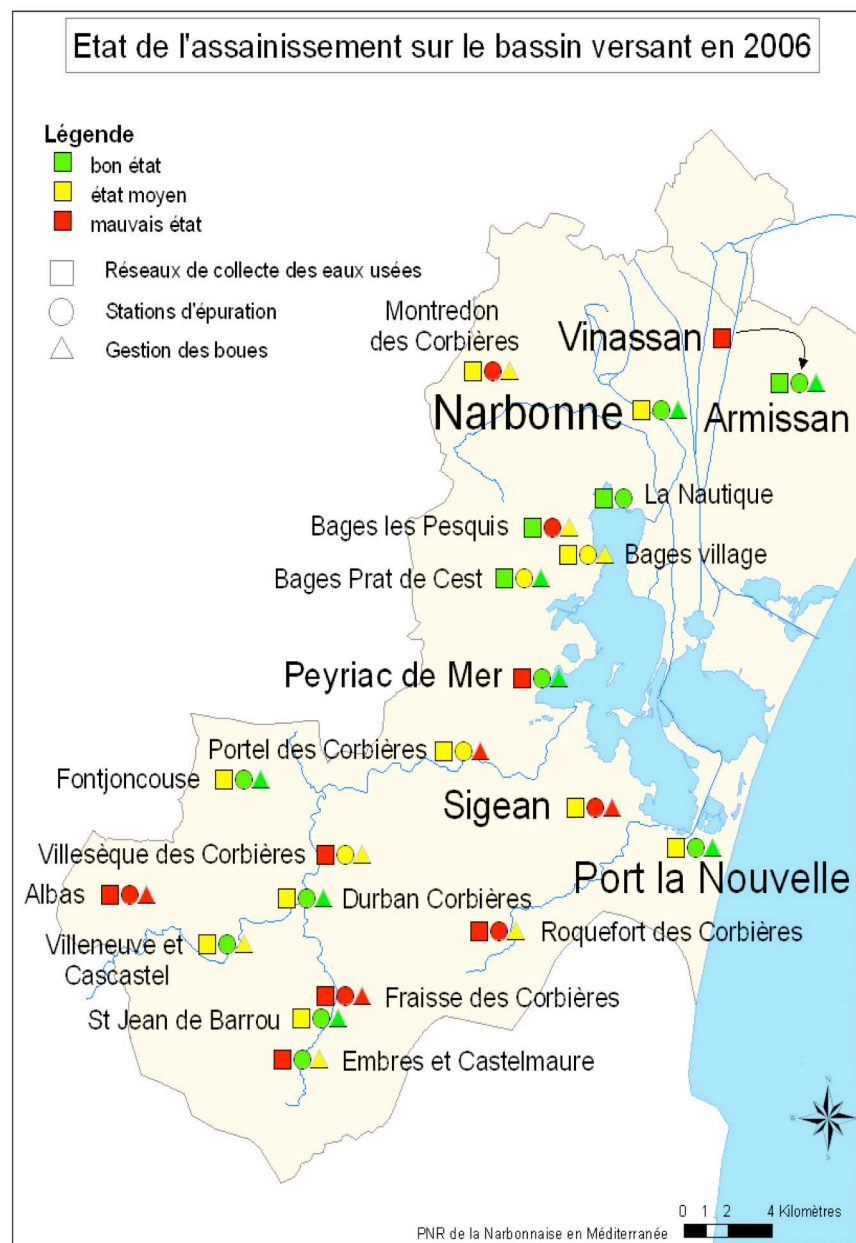 Etat de l'assainissement sur le bassin versant en 2006
Légende
bon état
état moyen
mauvais état
Réseaux de collecte des eaux usées
Stations d'épuration
Gestion des boues
Montredon
des Corbières
Vinassan
Narbonne
Armissan
La Nautique
Bages les Pesquis
Bages village
Bages Prat de Cest
Peyriac de Mer
Portel des Corbières
Fontjoncouse
Sigean
Villesèque des Corbières
Port la Nouvelle
Albas
Durban Corbières
Roquefort des Corbières
Villeneuve et
Cascastel
Fraisse des Corbières
St Jean de Barrou
Embres et Castelmaure
N
W
S
0 1 2 4 Kilomètres
PNR de la Narbonnaise en Méditerranée